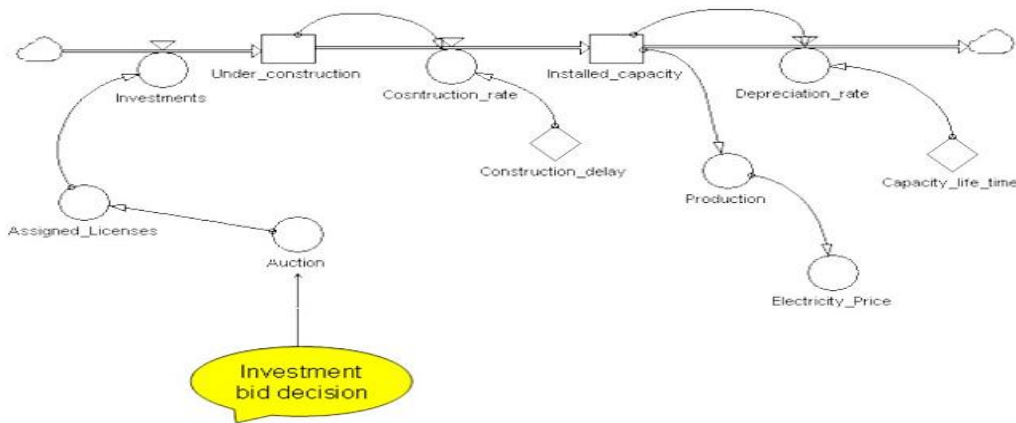 Under_construction
Installed_capacity
Investments
Cosntruction_rate
Depreciation_rate
Construction_delay
Capacity_life_time
Production
Assigned_Licenses
Auction
Electricity_Price
Investment
bid decision